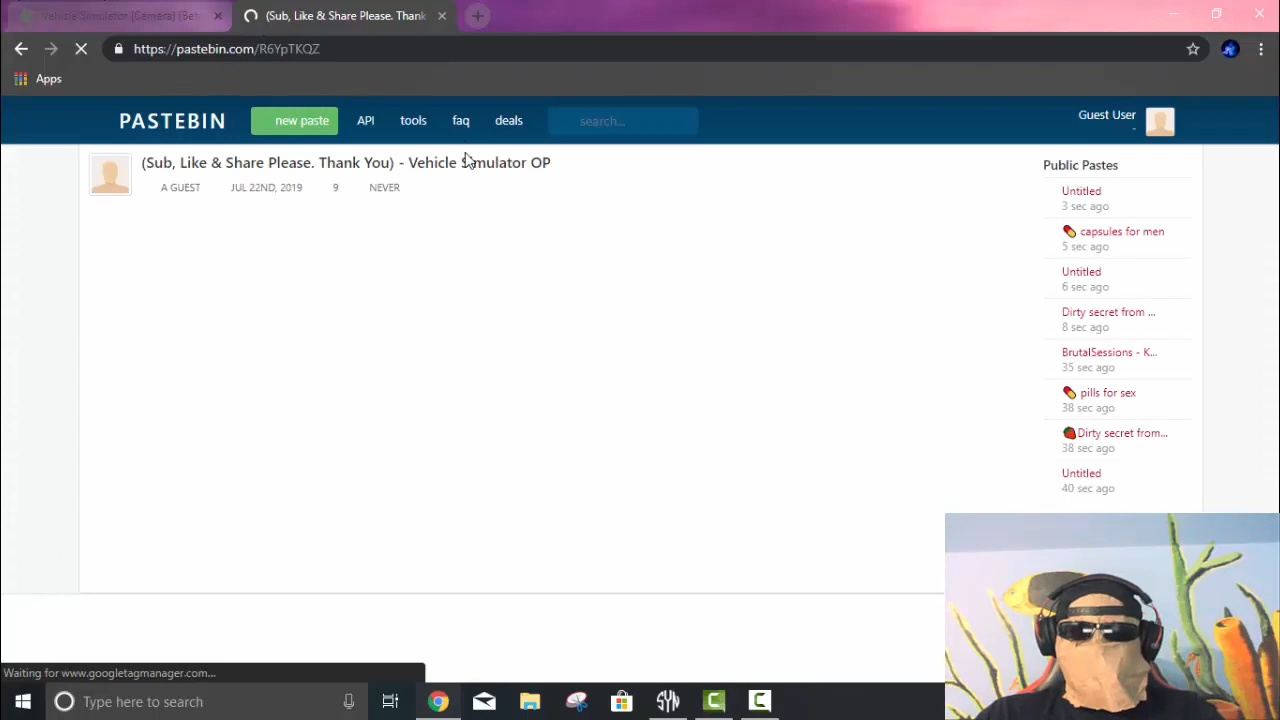 Vehicle Simulator [Camera] [Bet
(Sub, Like & Share Please. Thank
https://pastebin.com/R6YpTKQZ
Apps
PASTEBIN
new paste
API
tools
faq
deals
search...
Guest User
-
(Sub, Like & Share Please. Thank You) - Vehicle Simulator OP
A GUEST
JUL 22ND, 2019
9
NEVER
Public Pastes
Untitled
3 sec ago
capsules for men
5 sec ago
Untitled
6 sec ago
Dirty secret from ...
8 sec ago
BrutalSessions - K...
35 sec ago
pills for sex
38 sec ago
Dirty secret from...
38 sec ago
Untitled
40 sec ago
Waiting for www.googletagmanager.com...
Type here to search
SYN